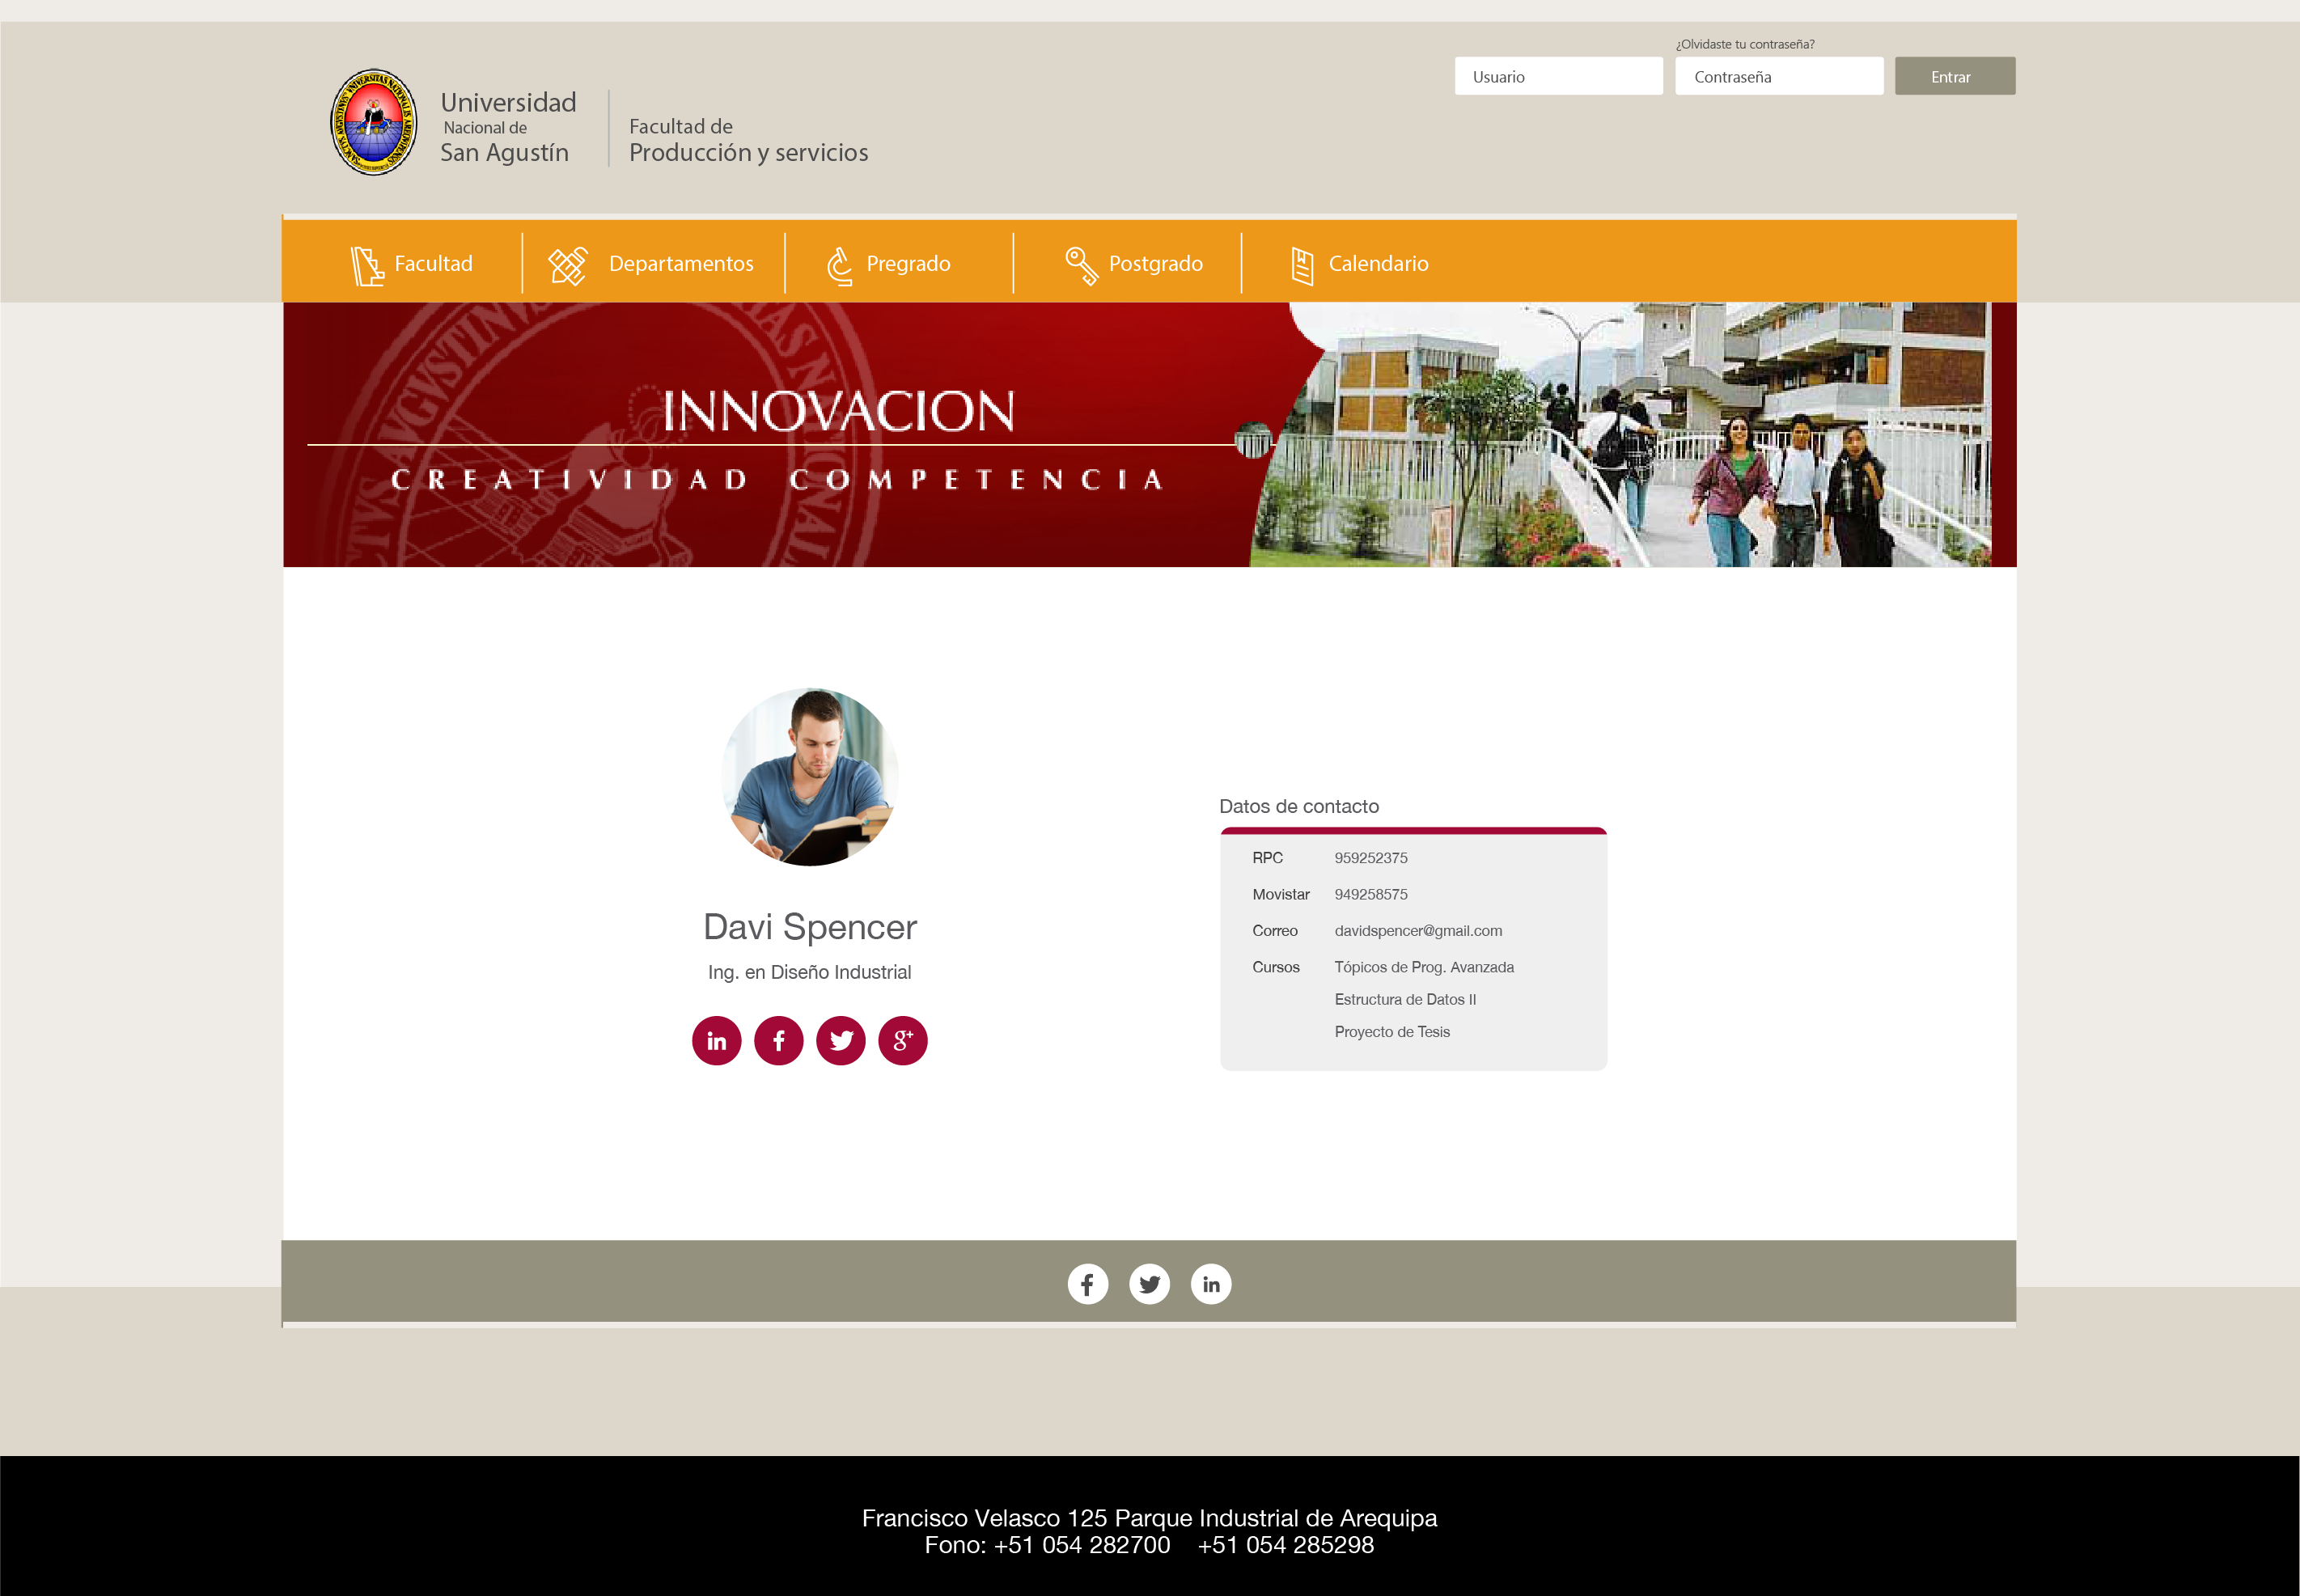 ¿Olvidaste tu contraseña?
Usuario
Contraseña
Entrar
Universidad
Nacional de
San Agustín
Facultad de
Producción y servicios
Facultad
Departamentos
Pregrado
Postgrado
Calendario
INNOVACION
CREATIVIDAD COMPETENCIA
Davi Spencer
Ing. en Diseño Industrial
Datos de contacto
RPC 959252375
Movistar 949258575
Correo davidspencer@gmail.com
Cursos Tópicos de Prog. Avanzada
Estructura de Datos II
Proyecto de Tesis
Francisco Velasco 125 Parque Industrial de Arequipa
Fono: +51 054 282700 +51 054 285298